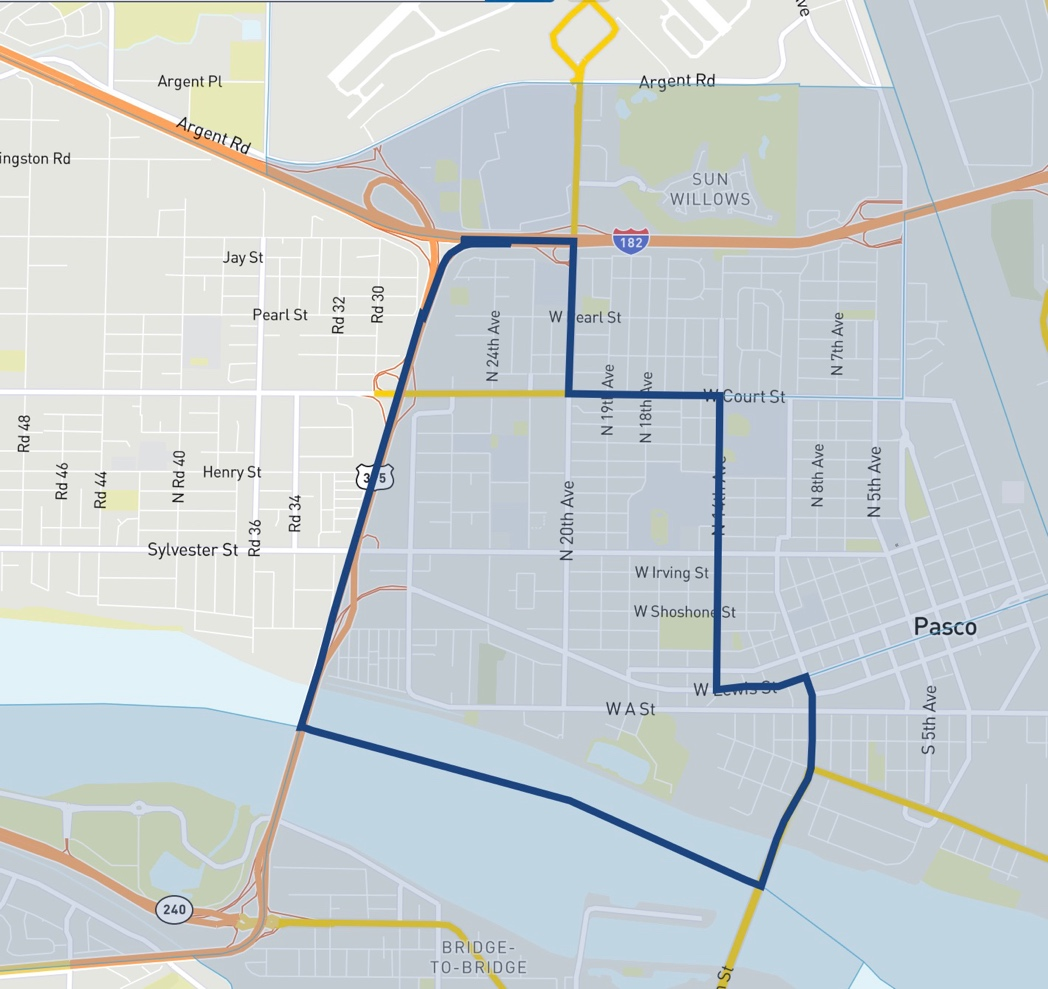 Argent Pl
Argent Rd
Argent Rd
ingston Rd
SUN
WILLOWS
182
Jay St
Pearl St
Rd 32
Rd 30
N 24th Ave
W Pearl St
N 7th Ave
N 19th Ave
N 18th Ave
W Court St
Rd 48
Rd 46
Rd 44
N Rd 40
Henry St
Rd 36
Rd 34
395
N 20th Ave
N 14th Ave
N 8th Ave
N 5th Ave
Sylvester St
W Irving St
W Shoshone St
Pasco
W Lewis St
W A St
S 5th Ave
240
BRIDGE-
TO-BRIDGE